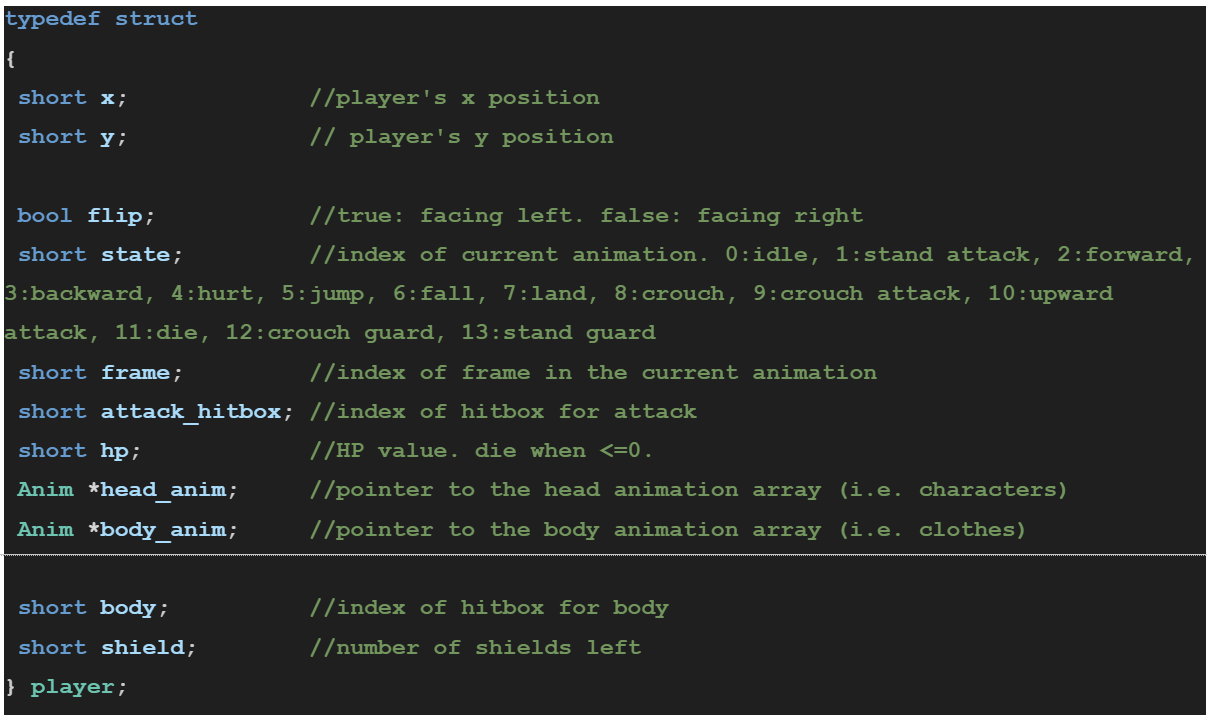 typedef struct
{
 short x;             //player's x position
 short y;             // player's y position
 bool flip;           //true: facing left. false: facing right
 short state;         //index of current animation. 0:idle, 1:stand attack, 2:forward,
3:backward, 4:hurt, 5:jump, 6:fall, 7:land, 8:crouch, 9:crouch attack, 10:upward
attack, 11:die, 12:crouch guard, 13:stand guard
 short frame;         //index of frame in the current animation
 short attack_hitbox; //index of hitbox for attack
 short hp;            //HP value. die when <=0.
 Anim *head_anim;     //pointer to the head animation array (i.e. characters)
 Anim *body_anim;     //pointer to the body animation array (i.e. clothes)
 short body;          //index of hitbox for body
 short shield;        //number of shields left
} player;